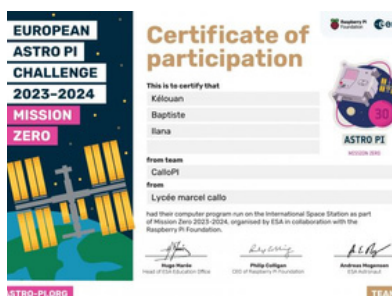 EUROPEAN
ASTRO PI
CHALLENGE
2023–2024
MISSION
ZERO
Certificate of
participation
Raspberry Pi
Foundation
This is to certify that
Kélouan
Baptiste
Ilana
30
ASTRO PI
MISSION ZERO
from team
CalloPI
from
Lycée marcel callo
had their computer program run on the International Space Station as part
of Mission Zero 2023-2024, organised by ESA in collaboration with the
Raspberry Pi Foundation.
Hugo Marée
Head of ESA Education Office
Philip Colligan
CEO of Raspberry Pi Foundation
Andreas Mogensen
ESA Astronaut
ASTRO-PI.ORG
TEA